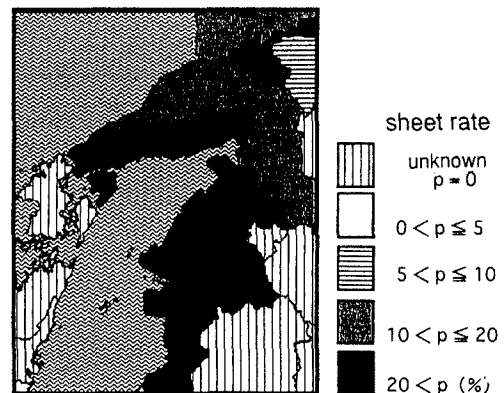 sheet rate
unknown
p = 0
0 < p ≦ 5
5 < p ≦ 10
10 < p ≦ 20
20 < p (%)